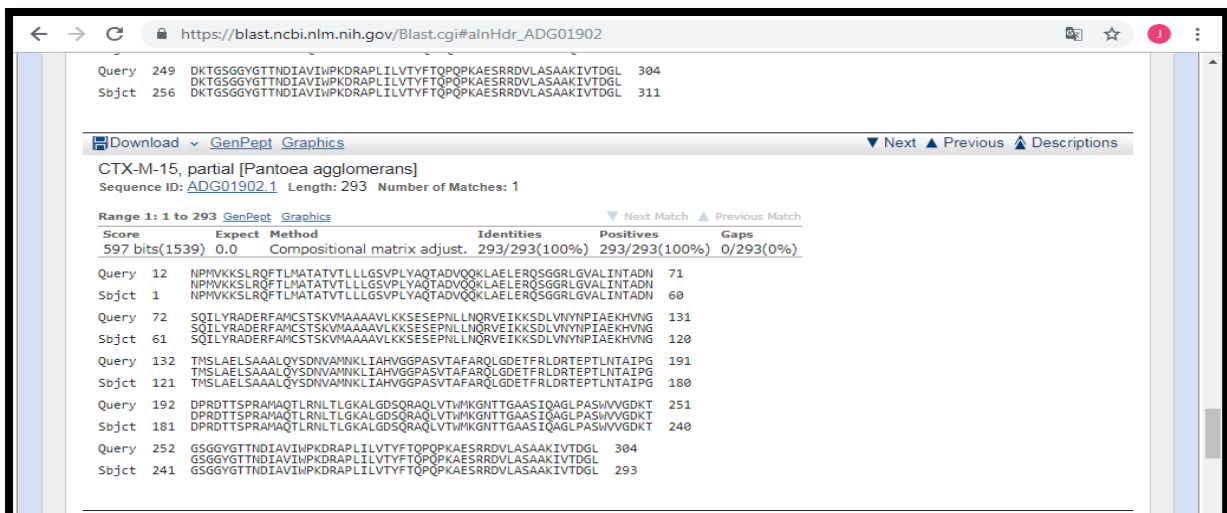 https://blast.ncbi.nlm.nih.gov/Blast.cgi#alnHdr_ADG01902
J
Query 249 DKTGSGGYGTTNDIAVIWPKDRAPLILVTYFTQPQPKAESRRDVLASAAKIVTDGL 304
DKTGSGGYGTTNDIAVIWPKDRAPLILVTYFTQPQPKAESRRDVLASAAKIVTDGL
Sbjct 256 DKTGSGGYGTTNDIAVIWPKDRAPLILVTYFTQPQPKAESRRDVLASAAKIVTDGL 311
Download GenPept Graphics Next Previous Descriptions
CTX-M-15, partial [Pantoea agglomerans]
Sequence ID: ADG01902.1 Length: 293 Number of Matches: 1
Range 1: 1 to 293 GenPept Graphics Next Match Previous Match
Score Expect Method Identities Positives Gaps
597 bits(1539) 0.0 Compositional matrix adjust. 293/293(100%) 293/293(100%) 0/293(0%)
Query 12 NPMVKKSLRQFTLMATATVTLLLGSVPLYAQTADVQQKLAELERQSGGRLGVALINTADN 71
NPMVKKSLRQFTLMATATVTLLLGSVPLYAQTADVQQKLAELERQSGGRLGVALINTADN
Sbjct 1 NPMVKKSLRQFTLMATATVTLLLGSVPLYAQTADVQQKLAELERQSGGRLGVALINTADN 60
Query 72 SQILYRADERFAMCSTSKVMAAAAVLKKSESEPNLLNQRVEIKKSDLVNYNPIAEKHVNG 131
SQILYRADERFAMCSTSKVMAAAAVLKKSESEPNLLNQRVEIKKSDLVNYNPIAEKHVNG
Sbjct 61 SQILYRADERFAMCSTSKVMAAAAVLKKSESEPNLLNQRVEIKKSDLVNYNPIAEKHVNG 120
Query 132 TMSLAELSAAALQYSDNVAMNKLIAHVGGPASVTAFARQLGDETFRLDRTEPTLNTAIPG 191
TMSLAELSAAALQYSDNVAMNKLIAHVGGPASVTAFARQLGDETFRLDRTEPTLNTAIPG
Sbjct 121 TMSLAELSAAALQYSDNVAMNKLIAHVGGPASVTAFARQLGDETFRLDRTEPTLNTAIPG 180
Query 192 DPRDTTSPRAMAQTLRNLTLGKALGDSQRAQLVTWMKGNTTGAASIQAGLPASWVVGDKT 251
DPRDTTSPRAMAQTLRNLTLGKALGDSQRAQLVTWMKGNTTGAASIQAGLPASWVVGDKT
Sbjct 181 DPRDTTSPRAMAQTLRNLTLGKALGDSQRAQLVTWMKGNTTGAASIQAGLPASWVVGDKT 240
Query 252 GSGGYGTTNDIAVIWPKDRAPLILVTYFTQPQPKAESRRDVLASAAKIVTDGL 304
GSGGYGTTNDIAVIWPKDRAPLILVTYFTQPQPKAESRRDVLASAAKIVTDGL
Sbjct 241 GSGGYGTTNDIAVIWPKDRAPLILVTYFTQPQPKAESRRDVLASAAKIVTDGL 293